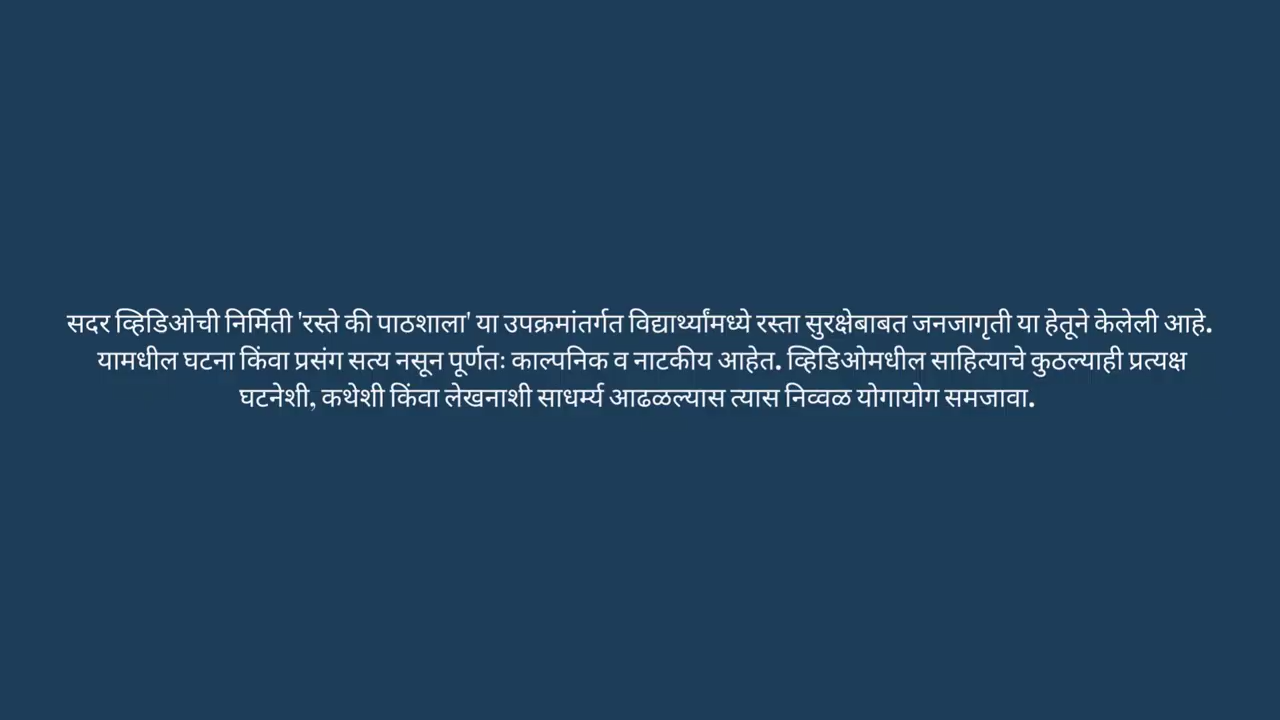 सदर व्हिडिओची निर्मिती 'रस्ते की पाठशाला' या उपक्रमांतर्गत विद्यार्थ्यांमध्ये रस्ता सुरक्षेबाबत जनजागृती या हेतूने केलेली आहे.
यामधील घटना किंवा प्रसंग सत्य नसून पूर्णतः काल्पनिक व नाटकीय आहेत. व्हिडिओमधील साहित्याचे कुठल्याही प्रत्यक्ष
घटनेशी, कथेशी किंवा लेखनाशी साधर्म्य आढळल्यास त्यास निव्वळ योगायोग समजावा.